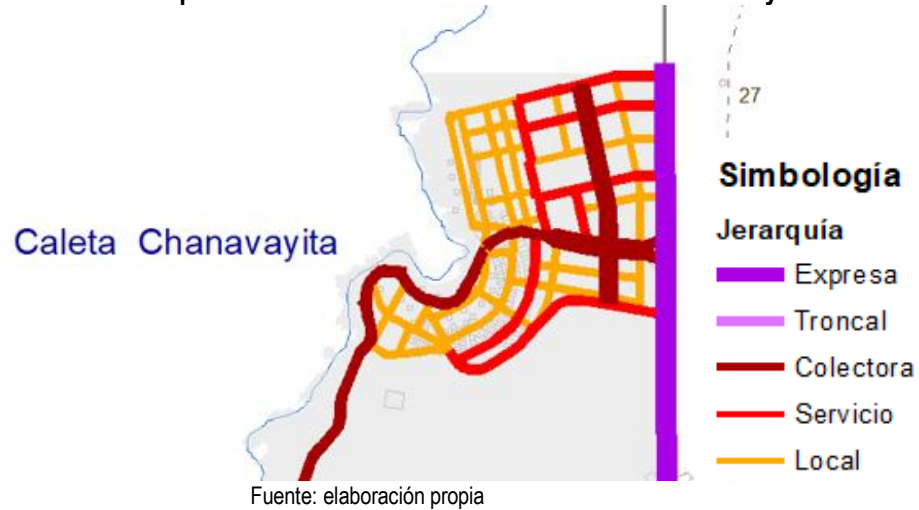 27
Simbología
Jerarquía
Caleta Chanavayita
Expresa
Troncal
Colectora
Servicio
Local
Fuente: elaboración propia